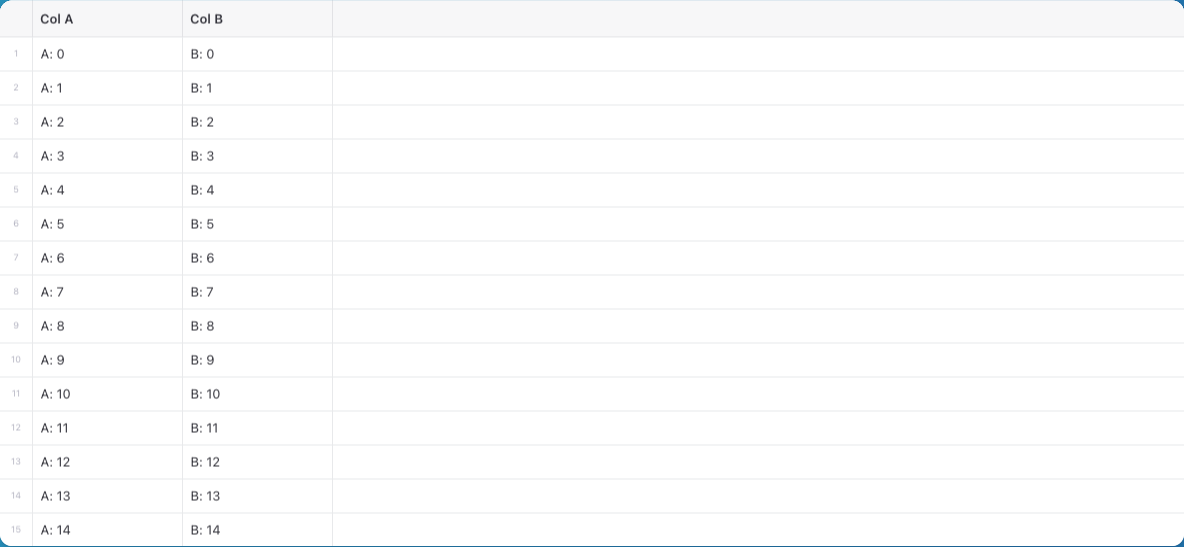 Col A Col B
1 A: 0 B: 0
2 A: 1 B: 1
3 A: 2 B: 2
4 A: 3 B: 3
5 A: 4 B: 4
6 A: 5 B: 5
7 A: 6 B: 6
8 A: 7 B: 7
9 A: 8 B: 8
10 A: 9 B: 9
11 A: 10 B: 10
12 A: 11 B: 11
13 A: 12 B: 12
14 A: 13 B: 13
15 A: 14 B: 14